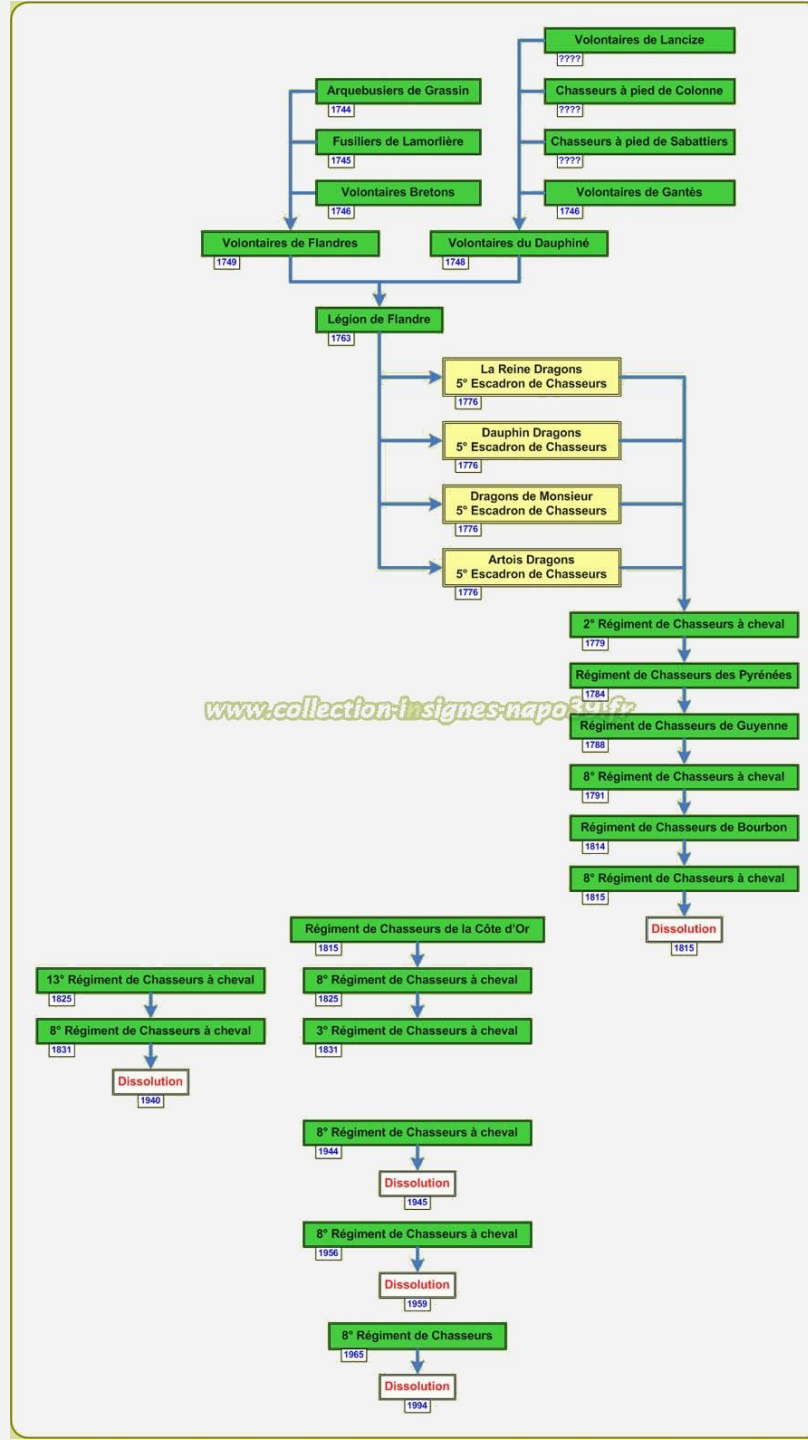 Volontaires de Lancize
????
Arquebusiers de Grassin
1744
Chasseurs à pied de Colonne
????
Fusiliers de Lamorlière
1745
Chasseurs à pied de Sabattiers
????
Volontaires Bretons
1746
Volontaires de Gantès
1746
Volontaires de Flandres
1749
Volontaires du Dauphiné
1748
Légion de Flandre
1763
La Reine Dragons
5° Escadron de Chasseurs
1776
Dauphin Dragons
5° Escadron de Chasseurs
1776
Dragons de Monsieur
5° Escadron de Chasseurs
1776
Artois Dragons
5° Escadron de Chasseurs
1776
2° Régiment de Chasseurs à cheval
1779
Régiment de Chasseurs des Pyrénées
1784
www.collection-insignes-napo39.fr
Régiment de Chasseurs de Guyenne
1788
8° Régiment de Chasseurs à cheval
1791
Régiment de Chasseurs de Bourbon
1814
8° Régiment de Chasseurs à cheval
1815
Dissolution
1815
Régiment de Chasseurs de la Côte d'Or
1815
13° Régiment de Chasseurs à cheval
1825
8° Régiment de Chasseurs à cheval
1825
8° Régiment de Chasseurs à cheval
1831
3° Régiment de Chasseurs à cheval
1831
Dissolution
1940
8° Régiment de Chasseurs à cheval
1944
Dissolution
1945
8° Régiment de Chasseurs à cheval
1956
Dissolution
1959
8° Régiment de Chasseurs
1965
Dissolution
1994